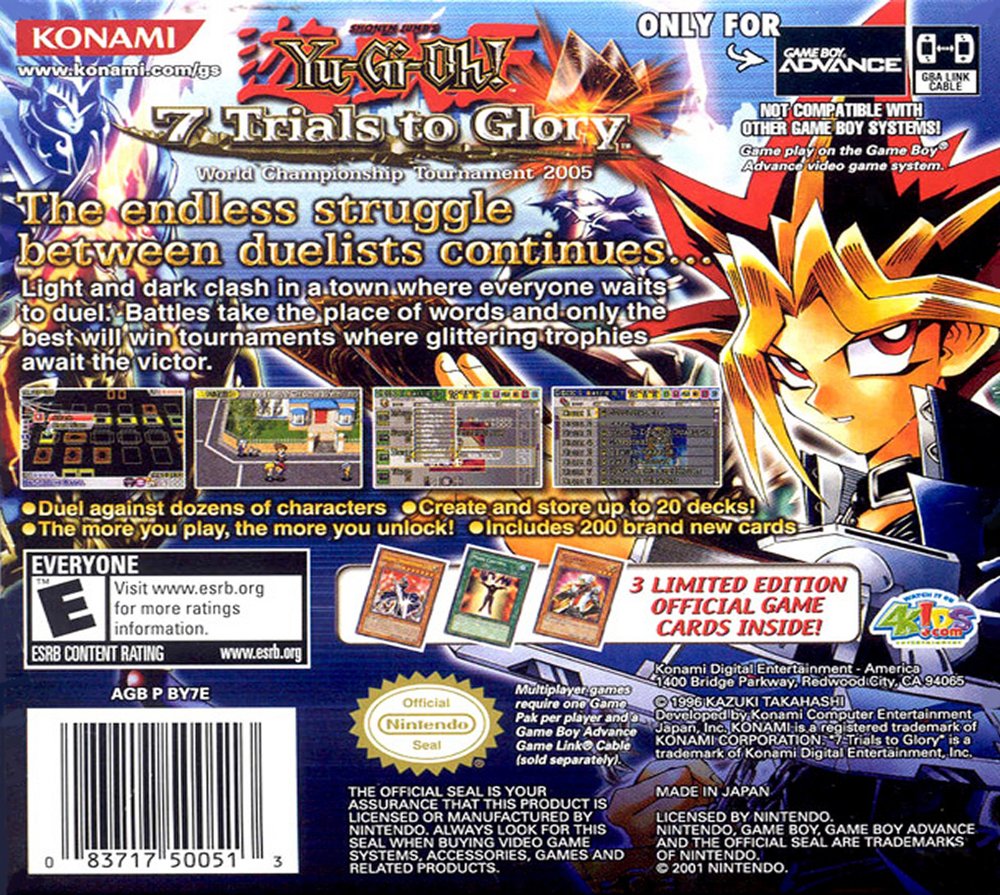 KONAMI
www.konami.com/gs
SHONEN JUMP'S
遊戯王
Yu-Gi-Oh!™
7 Trials to Glory™
World Championship Tournament 2005
ONLY FOR
GAME BOY ADVANCE
GBA LINK
CABLE
NOT COMPATIBLE WITH
OTHER GAME BOY SYSTEMS!
Game play on the Game Boy®
Advance video game system.
The endless struggle
between duelists continues...
Light and dark clash in a town where everyone waits
to duel. Battles take the place of words and only the
best will win tournaments where glittering trophies
await the victor.
●Duel against dozens of characters ●Create and store up to 20 decks!
●The more you play, the more you unlock! ●Includes 200 brand new cards
EVERYONE
E™
Visit www.esrb.org
for more ratings
information.
ESRB CONTENT RATING www.esrb.org
3 LIMITED EDITION
OFFICIAL GAME
CARDS INSIDE!
WATCH IT ON
4KiDS
.com
entertainment
AGB P BY7E
0 83717 50051 3
Official
Nintendo
Seal
®
Multiplayer games
require one Game
Pak per player and a
Game Boy Advance
Game Link® Cable
(sold separately).
Konami Digital Entertainment - America
1400 Bridge Parkway, Redwood City, CA 94065
© 1996 KAZUKI TAKAHASHI
Developed by Konami Computer Entertainment
Japan, Inc. KONAMI is a registered trademark of
KONAMI CORPORATION. "7 Trials to Glory" is a
trademark of Konami Digital Entertainment, Inc.
THE OFFICIAL SEAL IS YOUR
ASSURANCE THAT THIS PRODUCT IS
LICENSED OR MANUFACTURED BY
NINTENDO. ALWAYS LOOK FOR THIS
SEAL WHEN BUYING VIDEO GAME
SYSTEMS, ACCESSORIES, GAMES AND
RELATED PRODUCTS.
MADE IN JAPAN
LICENSED BY NINTENDO.
NINTENDO, GAME BOY, GAME BOY ADVANCE
AND THE OFFICIAL SEAL ARE TRADEMARKS
OF NINTENDO.
© 2001 NINTENDO.